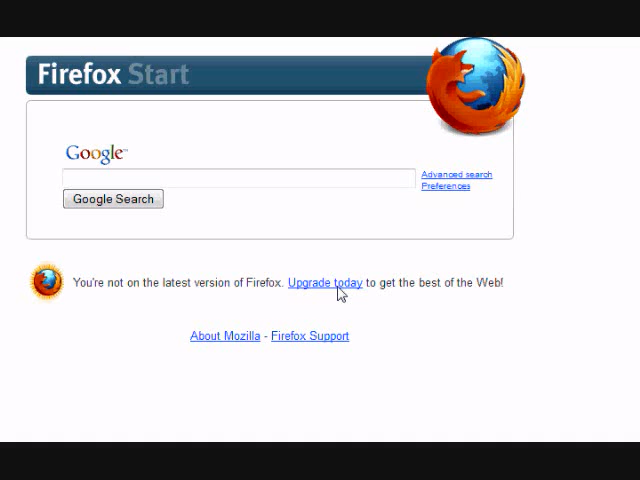 Firefox Start
Google™
Advanced search
Preferences
Google Search
You're not on the latest version of Firefox. Upgrade today to get the best of the Web!
About Mozilla - Firefox Support